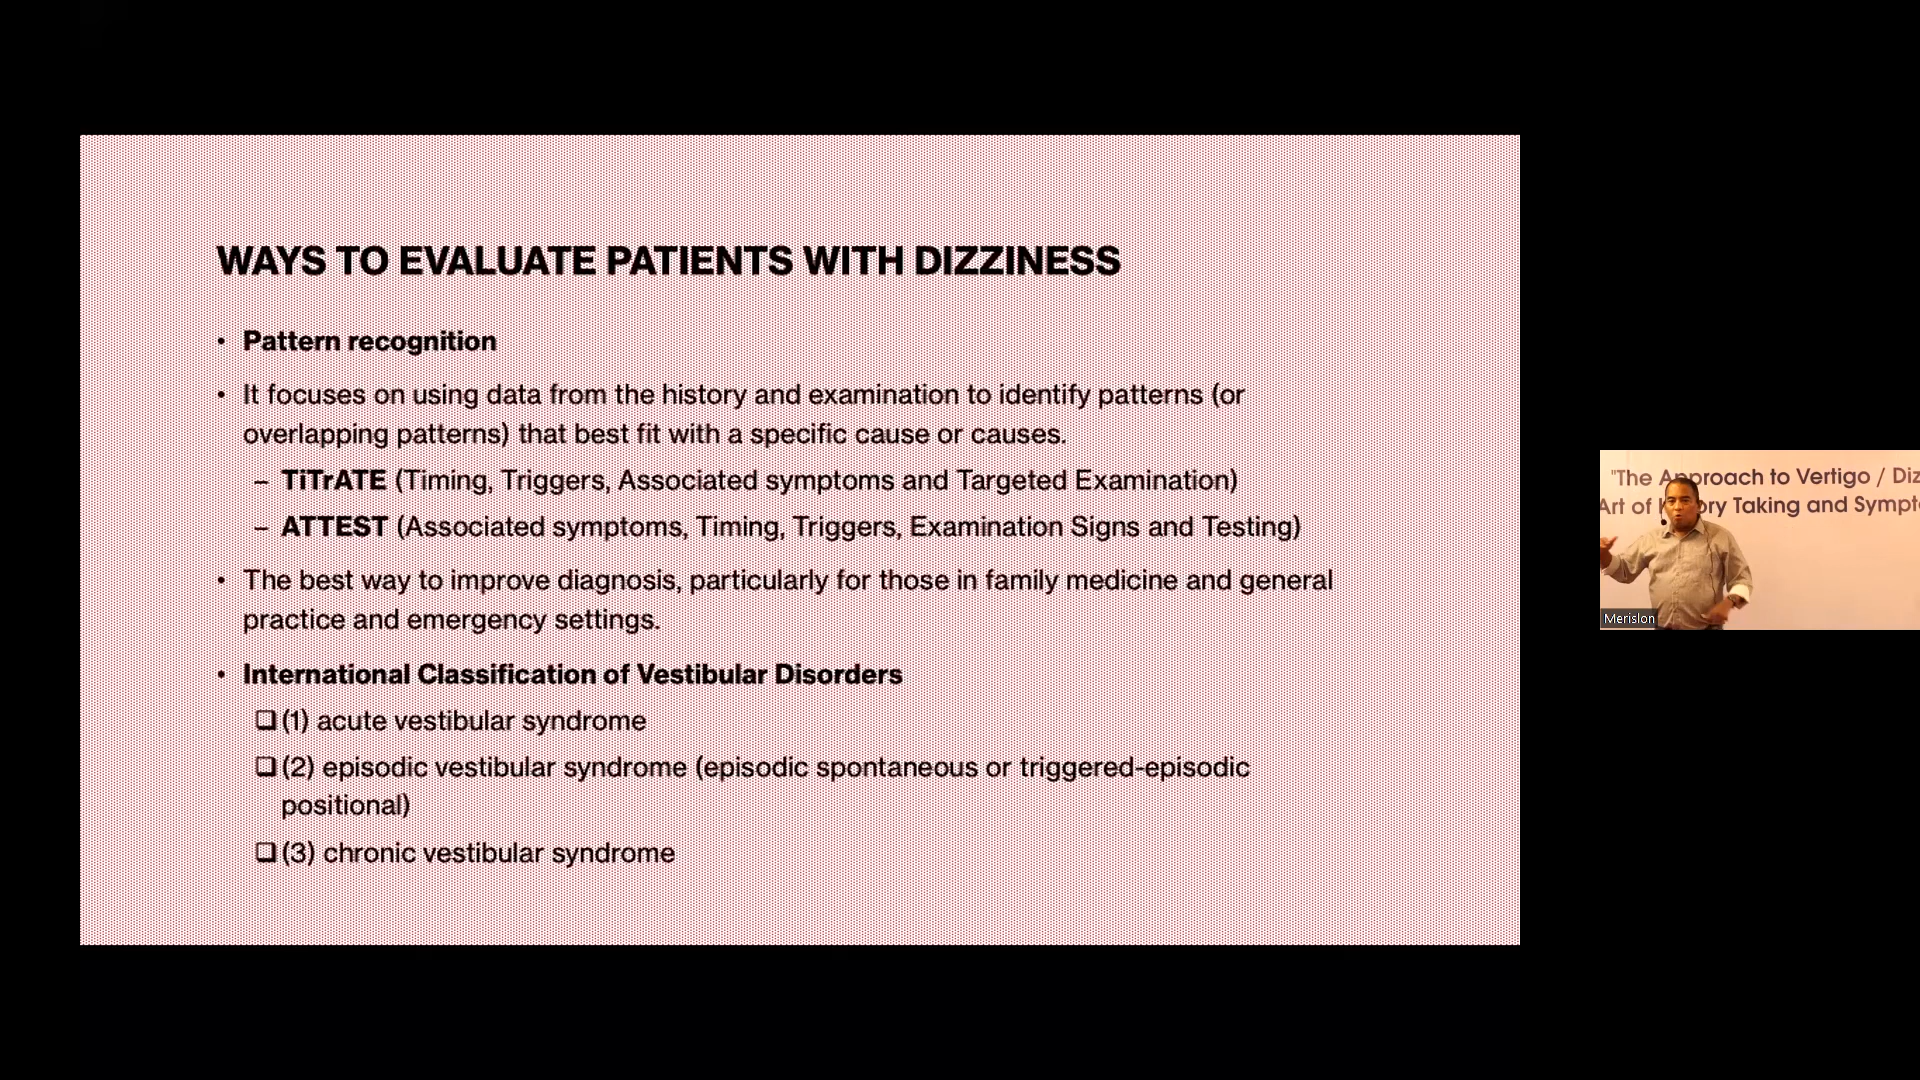 WAYS TO EVALUATE PATIENTS WITH DIZZINESS
• Pattern recognition
• It focuses on using data from the history and examination to identify patterns (or
overlapping patterns) that best fit with a specific cause or causes.
– TiTrATE (Timing, Triggers, Associated symptoms and Targeted Examination)
– ATTEST (Associated symptoms, Timing, Triggers, Examination Signs and Testing)
• The best way to improve diagnosis, particularly for those in family medicine and general
practice and emergency settings.
• International Classification of Vestibular Disorders
❑ (1) acute vestibular syndrome
❑ (2) episodic vestibular syndrome (episodic spontaneous or triggered-episodic
positional)
❑ (3) chronic vestibular syndrome
"The Approach to Vertigo / Diz
Art of ory Taking and Sympt
Merislon